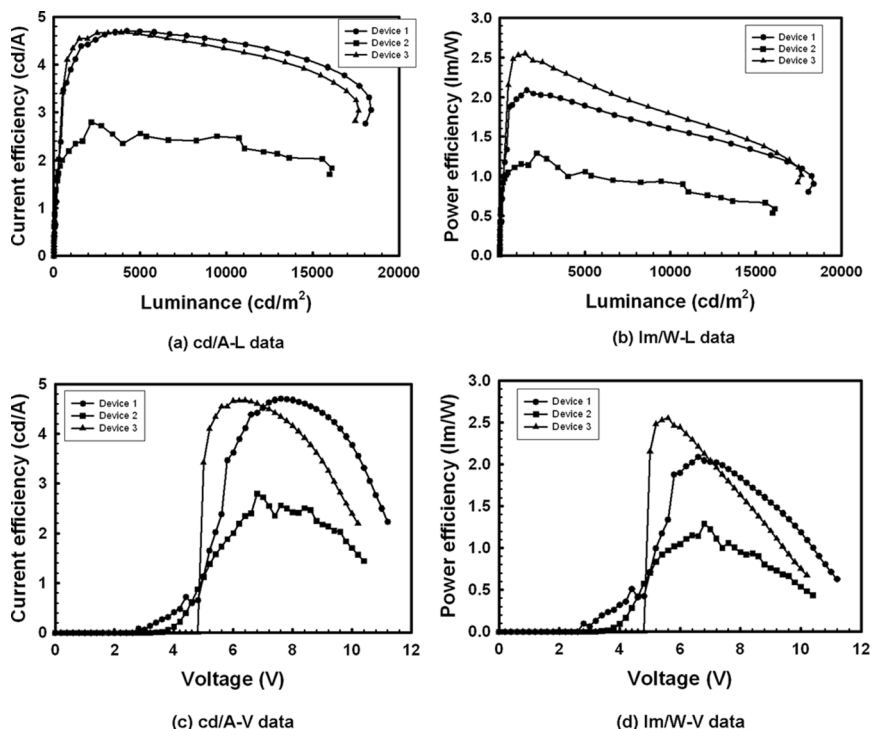 Current efficiency (cd/A)
5
4
3
2
1
0
Device 1
Device 2
Device 3
0 5000 10000 15000 20000
Luminance (cd/m²)
(a) cd/A-L data
Power efficiency (lm/W)
3.0
2.5
2.0
1.5
1.0
0.5
0.0
Device 1
Device 2
Device 3
5000 10000 15000 20000
Luminance (cd/m²)
(b) lm/W-L data
Current efficiency (cd/A)
5
4
3
2
1
0
Device 1
Device 2
Device 3
0 2 4 6 8 10 12
Voltage (V)
(c) cd/A-V data
Power efficiency (lm/W)
3.0
2.5
2.0
1.5
1.0
0.5
0.0
Device 1
Device 2
Device 3
0 2 4 6 8 10 12
Voltage (V)
(d) lm/W-V data